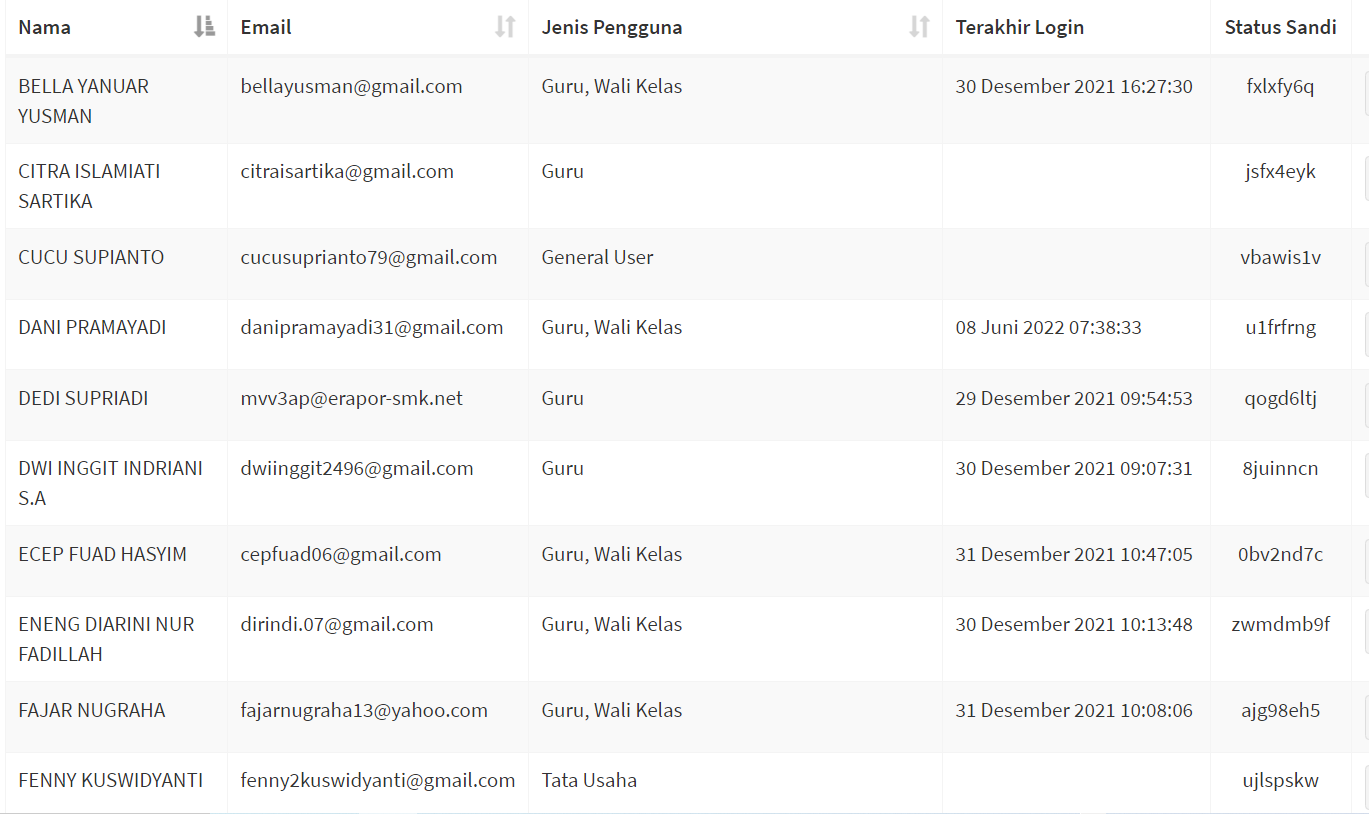 Nama Email Jenis Pengguna Terakhir Login Status Sandi
BELLA YANUAR bellayusman@gmail.com Guru, Wali Kelas 30 Desember 2021 16:27:30 fxlxfy6q
YUSMAN
CITRA ISLAMIATI citraisartika@gmail.com Guru jsfx4eyk
SARTIKA
CUCU SUPIANTO cucusuprianto79@gmail.com General User vbawis1v
DANI PRAMAYADI danipramayadi31@gmail.com Guru, Wali Kelas 08 Juni 2022 07:38:33 u1frfrng
DEDI SUPRIADI mvv3ap@erapor-smk.net Guru 29 Desember 2021 09:54:53 qogd6ltj
DWI INGGIT INDRIANI dwiinggit2496@gmail.com Guru 30 Desember 2021 09:07:31 8juinncn
S.A
ECEP FUAD HASYIM cepfuad06@gmail.com Guru, Wali Kelas 31 Desember 2021 10:47:05 0bv2nd7c
ENENG DIARINI NUR dirindi.07@gmail.com Guru, Wali Kelas 30 Desember 2021 10:13:48 zwmdmb9f
FADILLAH
FAJAR NUGRAHA fajarnugraha13@yahoo.com Guru, Wali Kelas 31 Desember 2021 10:08:06 ajg98eh5
FENNY KUSWIDYANTI fenny2kuswidyanti@gmail.com Tata Usaha ujlspskw